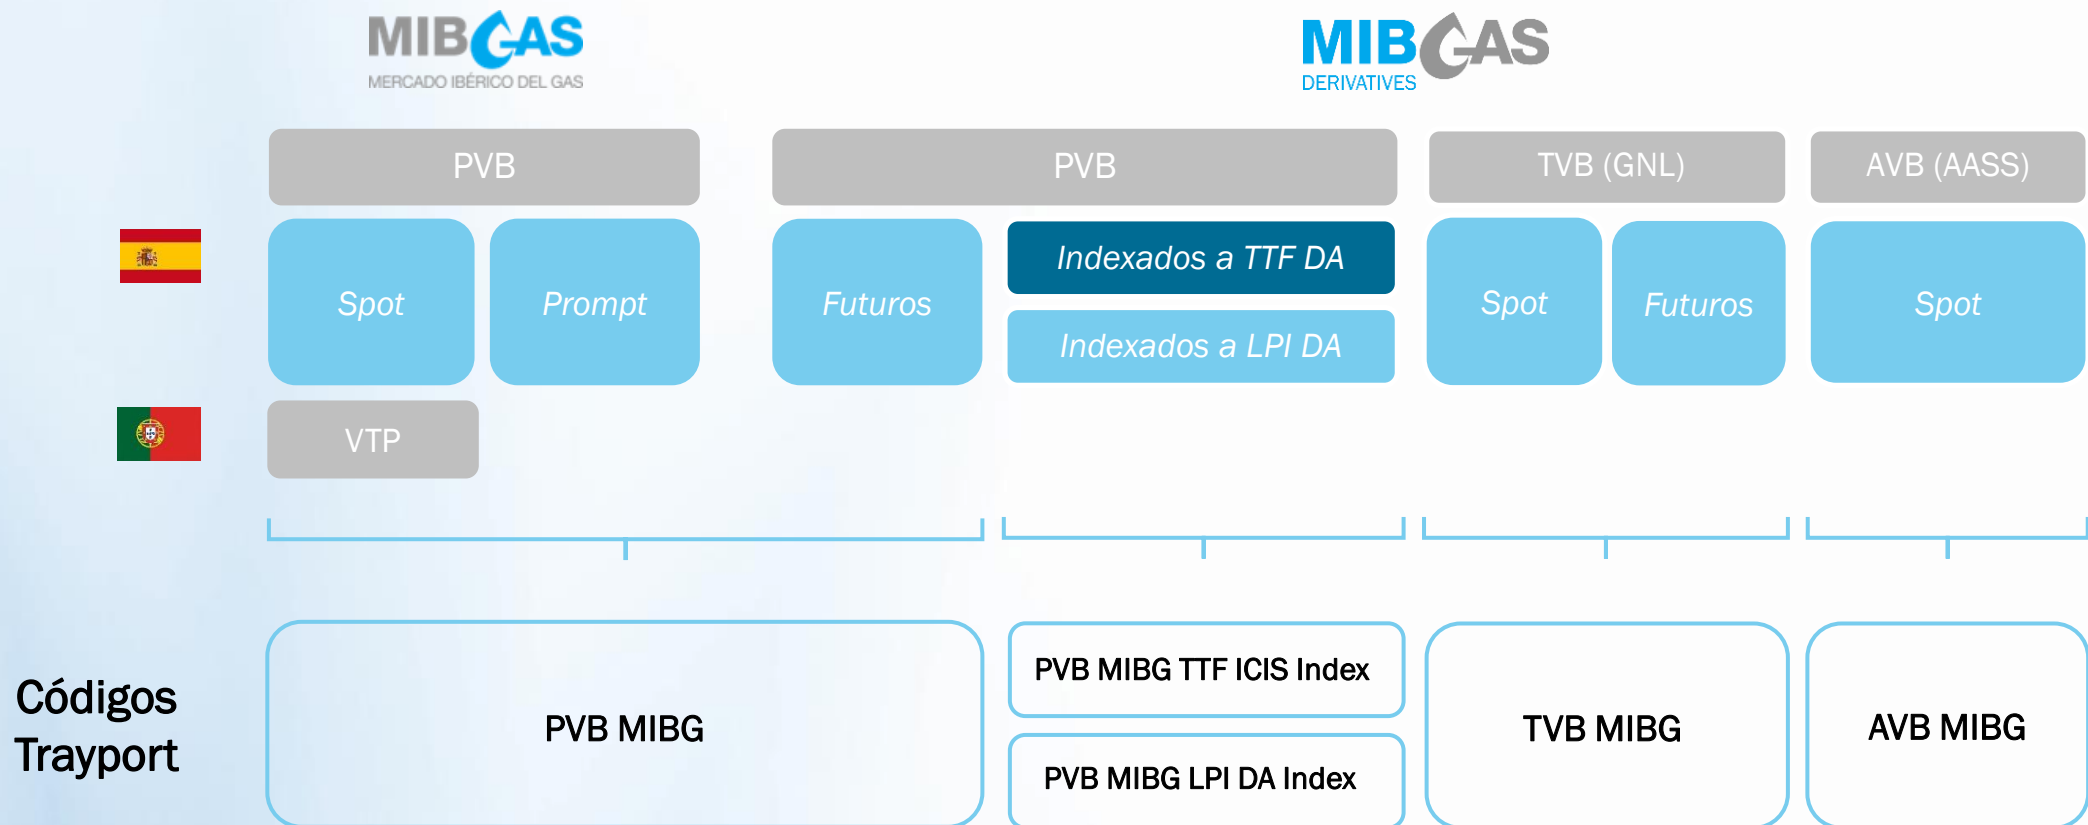 MIBGAS
MERCADO IBÉRICO DEL GAS
MIBGAS
DERIVATIVES
PVB
PVB
TVB (GNL)
AVB (AASS)
Spot
Prompt
Futuros
Indexados a TTF DA
Indexados a LPI DA
Spot
Futuros
Spot
VTP
Códigos
Trayport
PVB MIBG
PVB MIBG TTF ICIS Index
PVB MIBG LPI DA Index
TVB MIBG
AVB MIBG